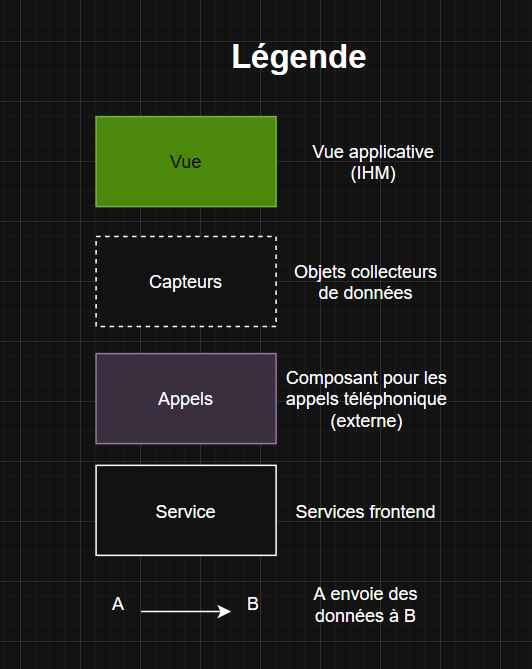 Légende
Vue
Vue applicative
(IHM)
Capteurs
Objets collecteurs
de données
Appels
Composant pour les
appels téléphonique
(externe)
Service
Services frontend
A
B
A envoie des
données à B